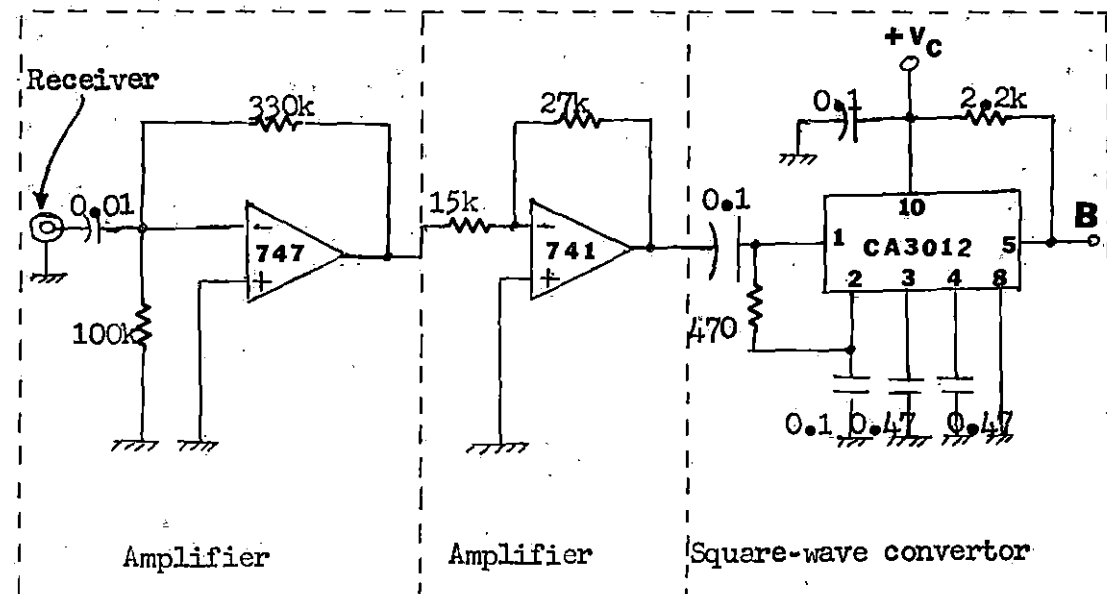 Receiver
330k
0.01
-
747
+
100k
Amplifier
27k
15k
-
741
+
Amplifier
+VC
0.1
2.2k
0.1
10
1
CA3012
5
B
2
3
4
8
470
0.1
0.47
0.47
Square-wave convertor